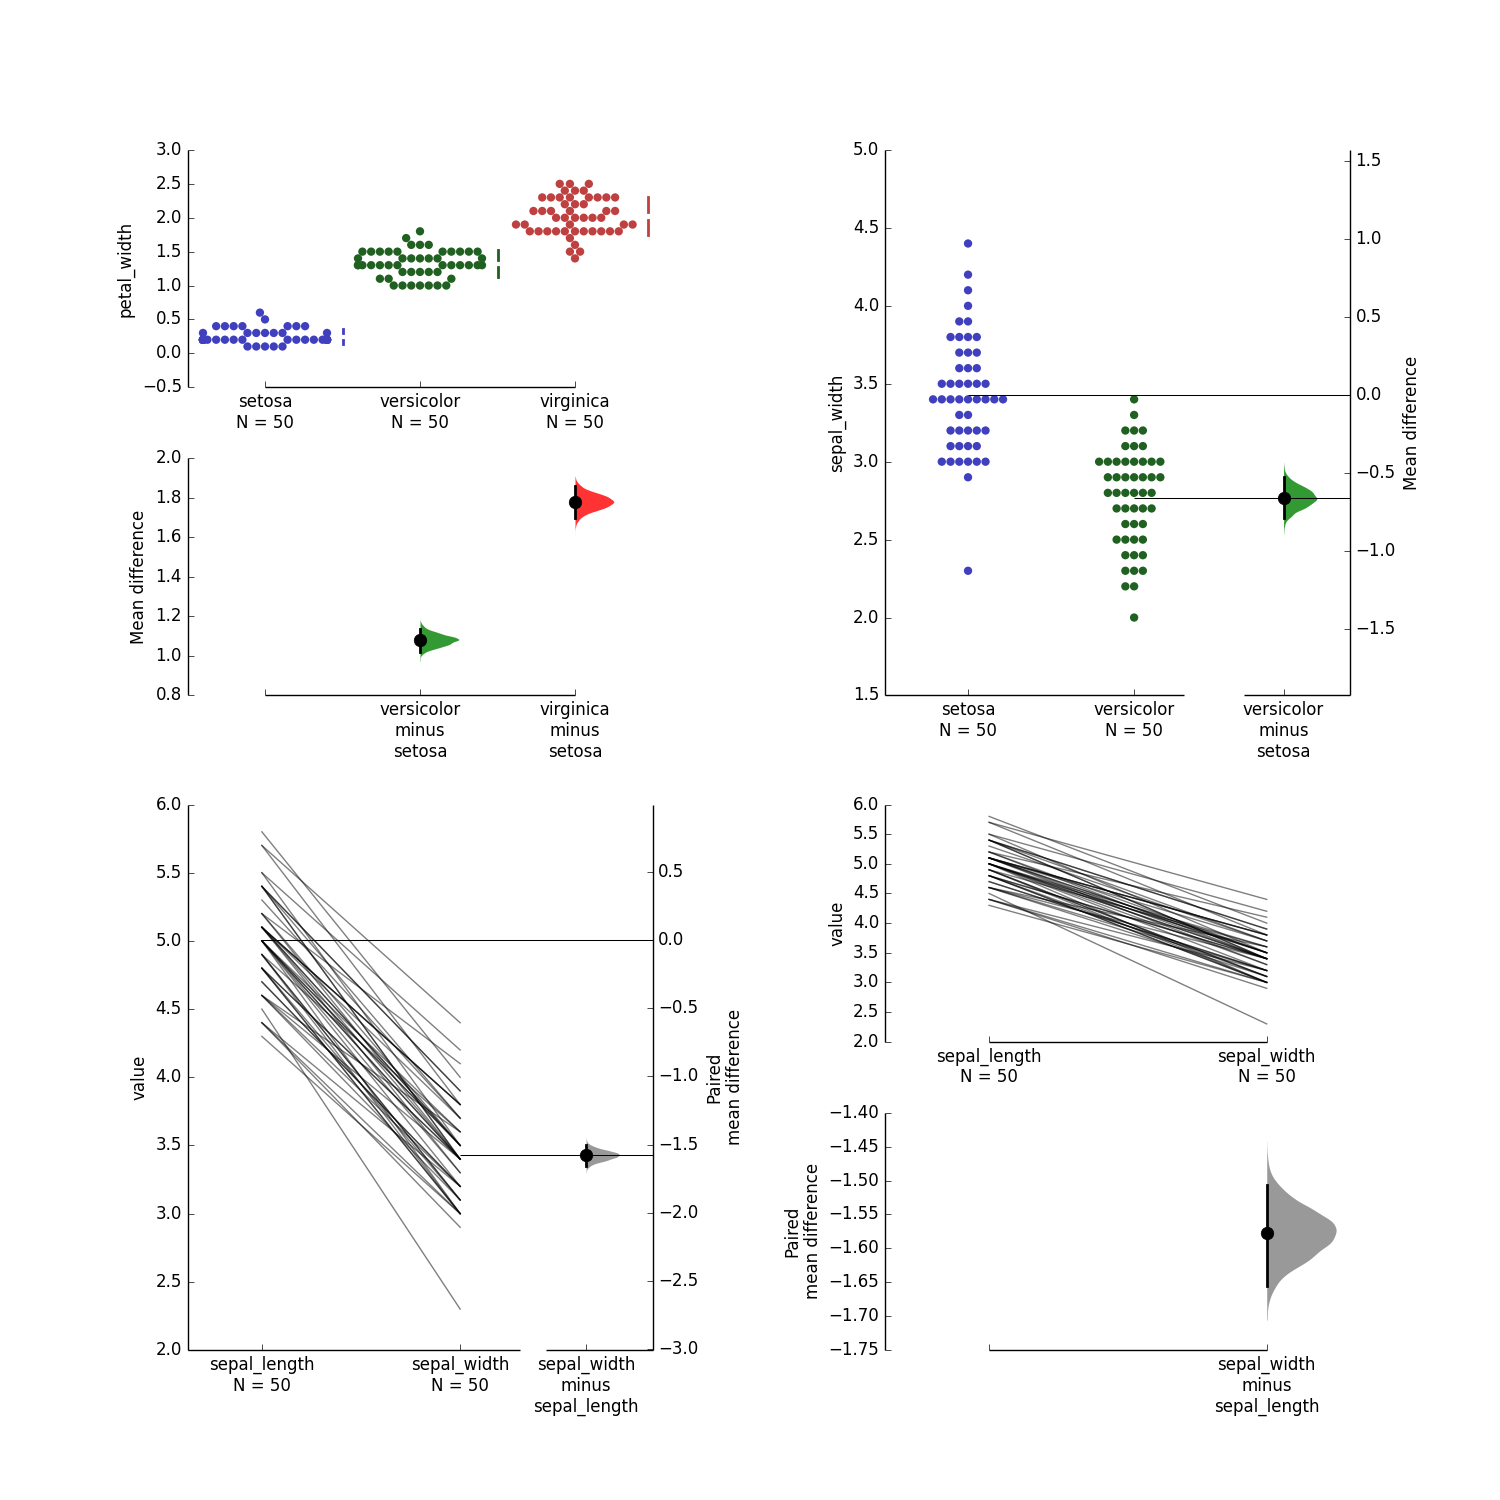 3.0
2.5
2.0
1.5
1.0
0.5
0.0
−0.5
petal_width
setosa
N = 50
versicolor
N = 50
virginica
N = 50
2.0
1.8
1.6
1.4
1.2
1.0
0.8
Mean difference
versicolor
minus
setosa
virginica
minus
setosa
5.0
4.5
4.0
3.5
3.0
2.5
2.0
1.5
sepal_width
setosa
N = 50
versicolor
N = 50
versicolor
minus
setosa
1.5
1.0
0.5
0.0
−0.5
−1.0
−1.5
Mean difference
6.0
5.5
5.0
4.5
4.0
3.5
3.0
2.5
2.0
value
sepal_length
N = 50
sepal_width
N = 50
sepal_width
minus
sepal_length
0.5
0.0
−0.5
−1.0
−1.5
−2.0
−2.5
−3.0
Paired
mean difference
6.0
5.5
5.0
4.5
4.0
3.5
3.0
2.5
2.0
value
sepal_length
N = 50
sepal_width
N = 50
−1.40
−1.45
−1.50
−1.55
−1.60
−1.65
−1.70
−1.75
Paired
mean difference
sepal_width
minus
sepal_length